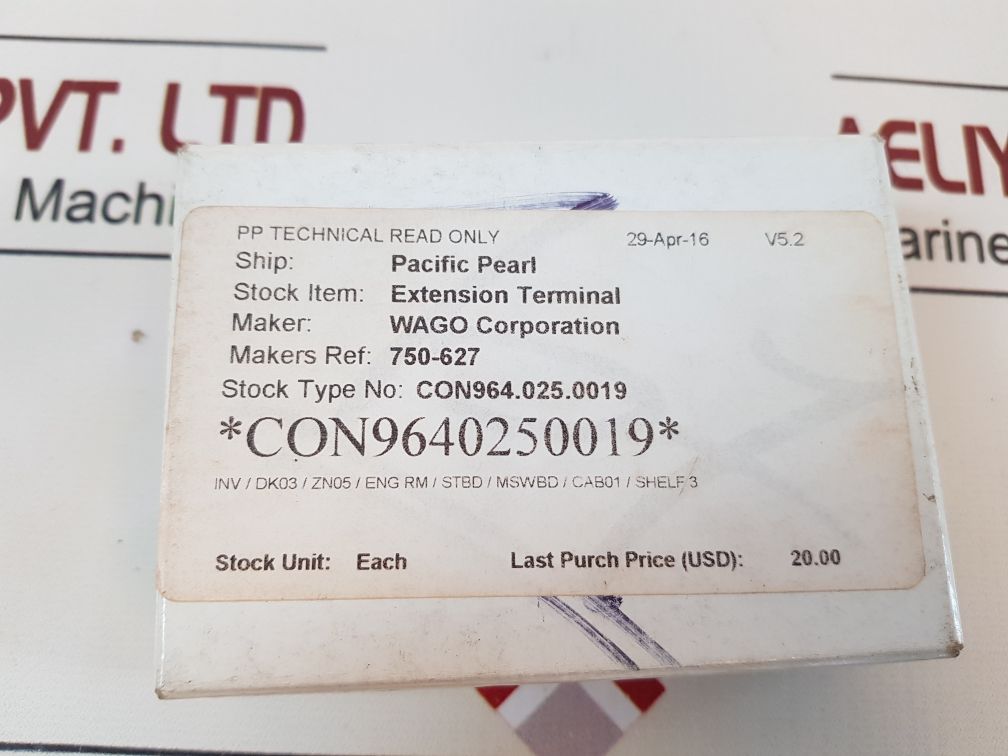 PVT. LTD
Machi
AELIY
arine
PP TECHNICAL READ ONLY 29-Apr-16 V5.2
Ship: Pacific Pearl
Stock Item: Extension Terminal
Maker: WAGO Corporation
Makers Ref: 750-627
Stock Type No: CON964.025.0019
*CON9640250019*
INV / DK03 / ZN05 / ENG RM / STBD / MSWBD / CAB01 / SHELF 3
Stock Unit: Each Last Purch Price (USD): 20.00